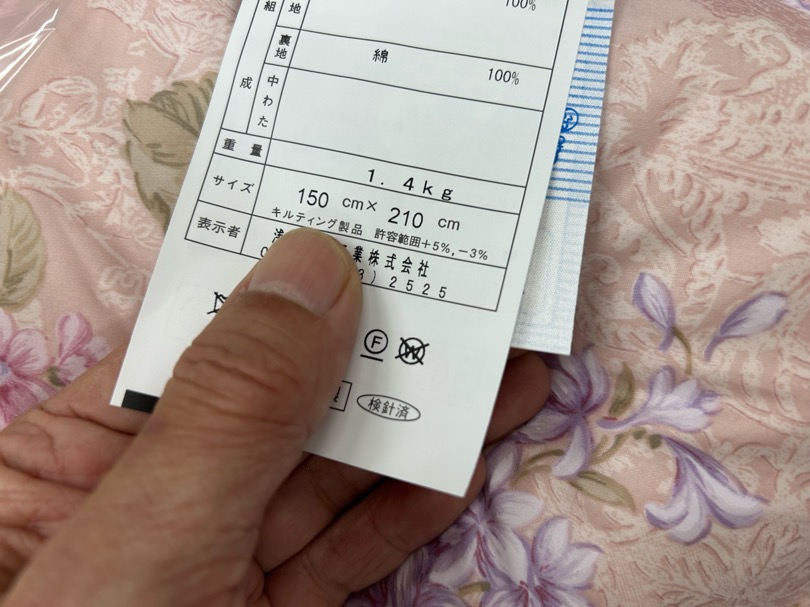 組 地 100%
裏地 綿 100%
成 中わた
重量 1.4kg
サイズ 150 cm× 210 cm
キルティング製品 許容範囲+5%,-3%
表示者 業株式会社
)2525
F W
検針済